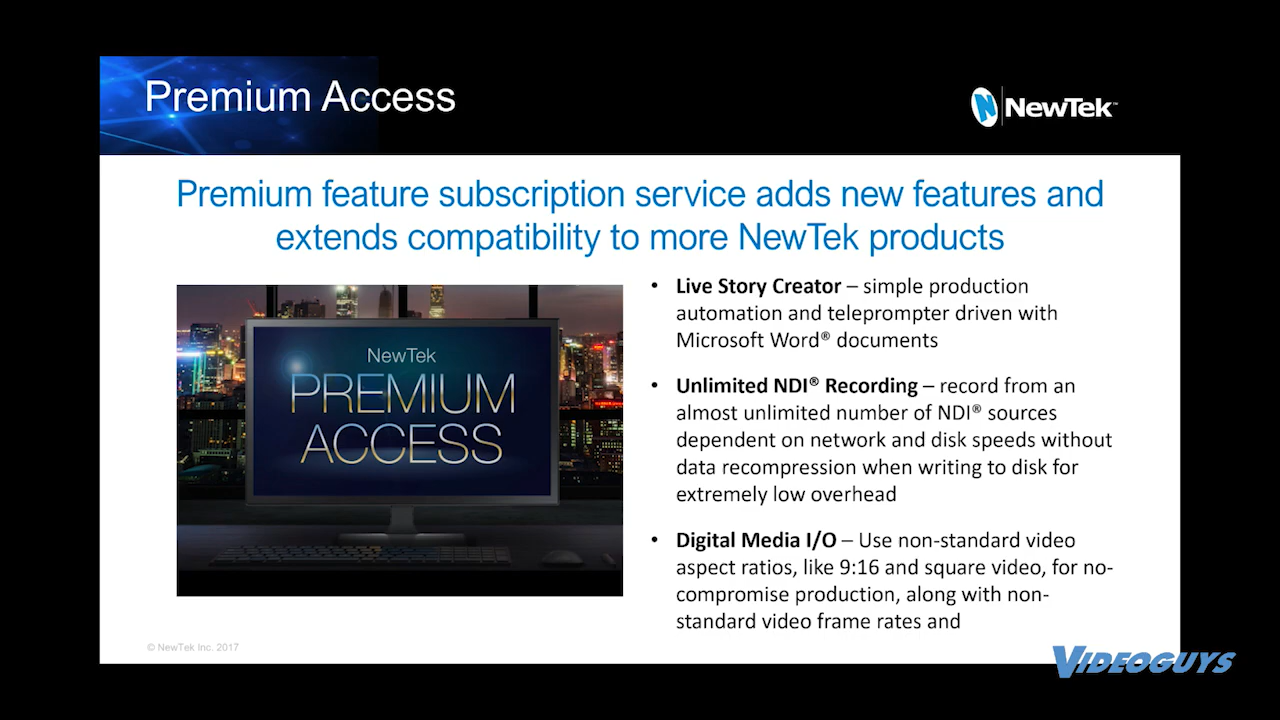 Premium Access
NewTek™
Premium feature subscription service adds new features and
extends compatibility to more NewTek products
NewTek
PREMIUM
ACCESS
• Live Story Creator – simple production
automation and teleprompter driven with
Microsoft Word® documents
• Unlimited NDI® Recording – record from an
almost unlimited number of NDI® sources
dependent on network and disk speeds without
data recompression when writing to disk for
extremely low overhead
• Digital Media I/O – Use non-standard video
aspect ratios, like 9:16 and square video, for no-
compromise production, along with non-
standard video frame rates and
© NewTek Inc. 2017
VIDEOGUYS